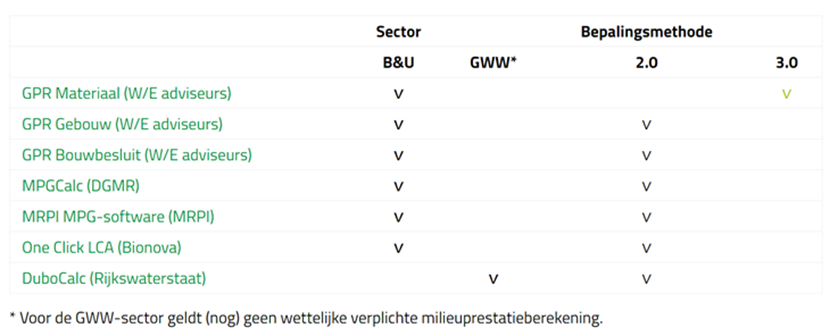 Sector Bepalingsmethode
B&U GWW* 2.0 3.0
GPR Materiaal (W/E adviseurs) v v
GPR Gebouw (W/E adviseurs) v v
GPR Bouwbesluit (W/E adviseurs) v v
MPGCalc (DGMR) v v
MRPI MPG-software (MRPI) v v
One Click LCA (Bionova) v v
DuboCalc (Rijkswaterstaat) v v
* Voor de GWW-sector geldt (nog) geen wettelijke verplichte milieuprestatieberekening.